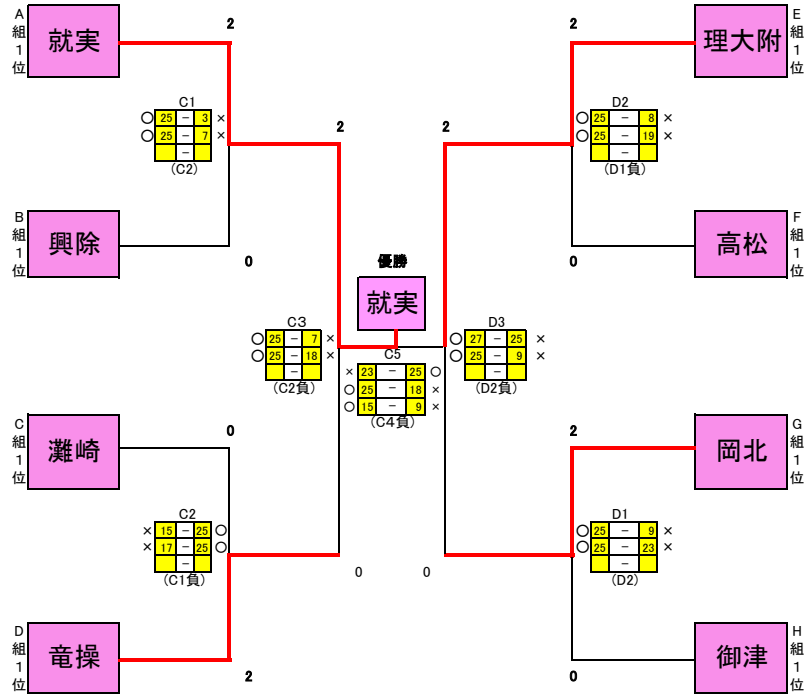 A組1位
就実
2
2
理大附
E組1位
C1
○ 25 － 3 ×
○ 25 － 7 ×
－
(C2)
D2
○ 25 － 8 ×
○ 25 － 19 ×
－
(D1負)
2
2
B組1位
興除
0
0
高松
F組1位
優勝
就実
C3
○ 25 － 7 ×
○ 25 － 18 ×
－
(C2負)
C5
× 23 － 25 ○
○ 25 － 18 ×
○ 15 － 9 ×
(C4負)
D3
○ 27 － 25 ×
○ 25 － 9 ×
－
(D2負)
C組1位
灘崎
0
2
岡北
G組1位
C2
× 15 － 25 ○
× 17 － 25 ○
－
(C1負)
D1
○ 25 － 9 ×
○ 25 － 23 ×
－
(D2)
0
0
D組1位
竜操
2
0
御津
H組1位